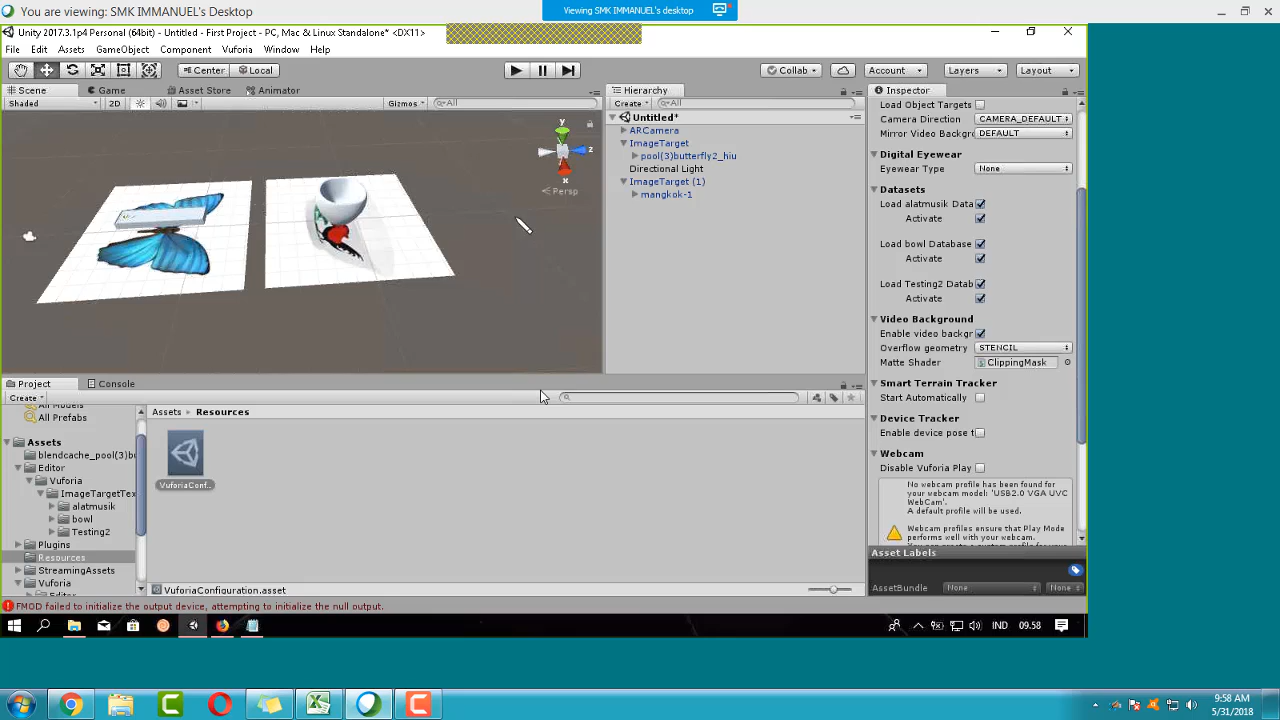 You are viewing: SMK IMMANUEL's Desktop
Viewing SMK IMMANUEL's desktop
Unity 2017.3.1p4 Personal (64bit) - Untitled - First Project - PC, Mac & Linux Standalone* <DX11>
File Edit Assets GameObject Component Vuforia Window Help
Center Local
Collab Account Layers Layout
Scene Game Asset Store Animator
Shaded 2D Gizmos All
y
z
x
Persp
Hierarchy
Create All
Untitled*
ARCamera
ImageTarget
pool(3)butterfly2_hiu
Directional Light
ImageTarget (1)
mangkok-1
Inspector
Load Object Targets
Camera Direction CAMERA_DEFAULT
Mirror Video Backgrc DEFAULT
Digital Eyewear
Eyewear Type None
Datasets
Load alatmusik Data
Activate
Load bowl Database
Activate
Load Testing2 Datab
Activate
Video Background
Enable video backgr
Overflow geometry STENCIL
Matte Shader ClippingMask
Smart Terrain Tracker
Start Automatically
Device Tracker
Enable device pose t
Webcam
Disable Vuforia Play
No webcam profile has been found for
your webcam model: 'USB2.0 VGA UVC
WebCam'.
A default profile will be used.
Webcam profiles ensure that Play Mode
performs well with your webcam.
Asset Labels
AssetBundle None None
Project Console
Create
All Models
All Prefabs
Assets
blendcache_pool(3)bu
Editor
Vuforia
ImageTargetTex
alatmusik
bowl
Testing2
Plugins
Resources
StreamingAssets
Vuforia
Editor
Assets Resources
VuforiaConf..
VuforiaConfiguration.asset
FMOD failed to initialize the output device, attempting to initialize the null output.
IND 09.58
9:58 AM
5/31/2018